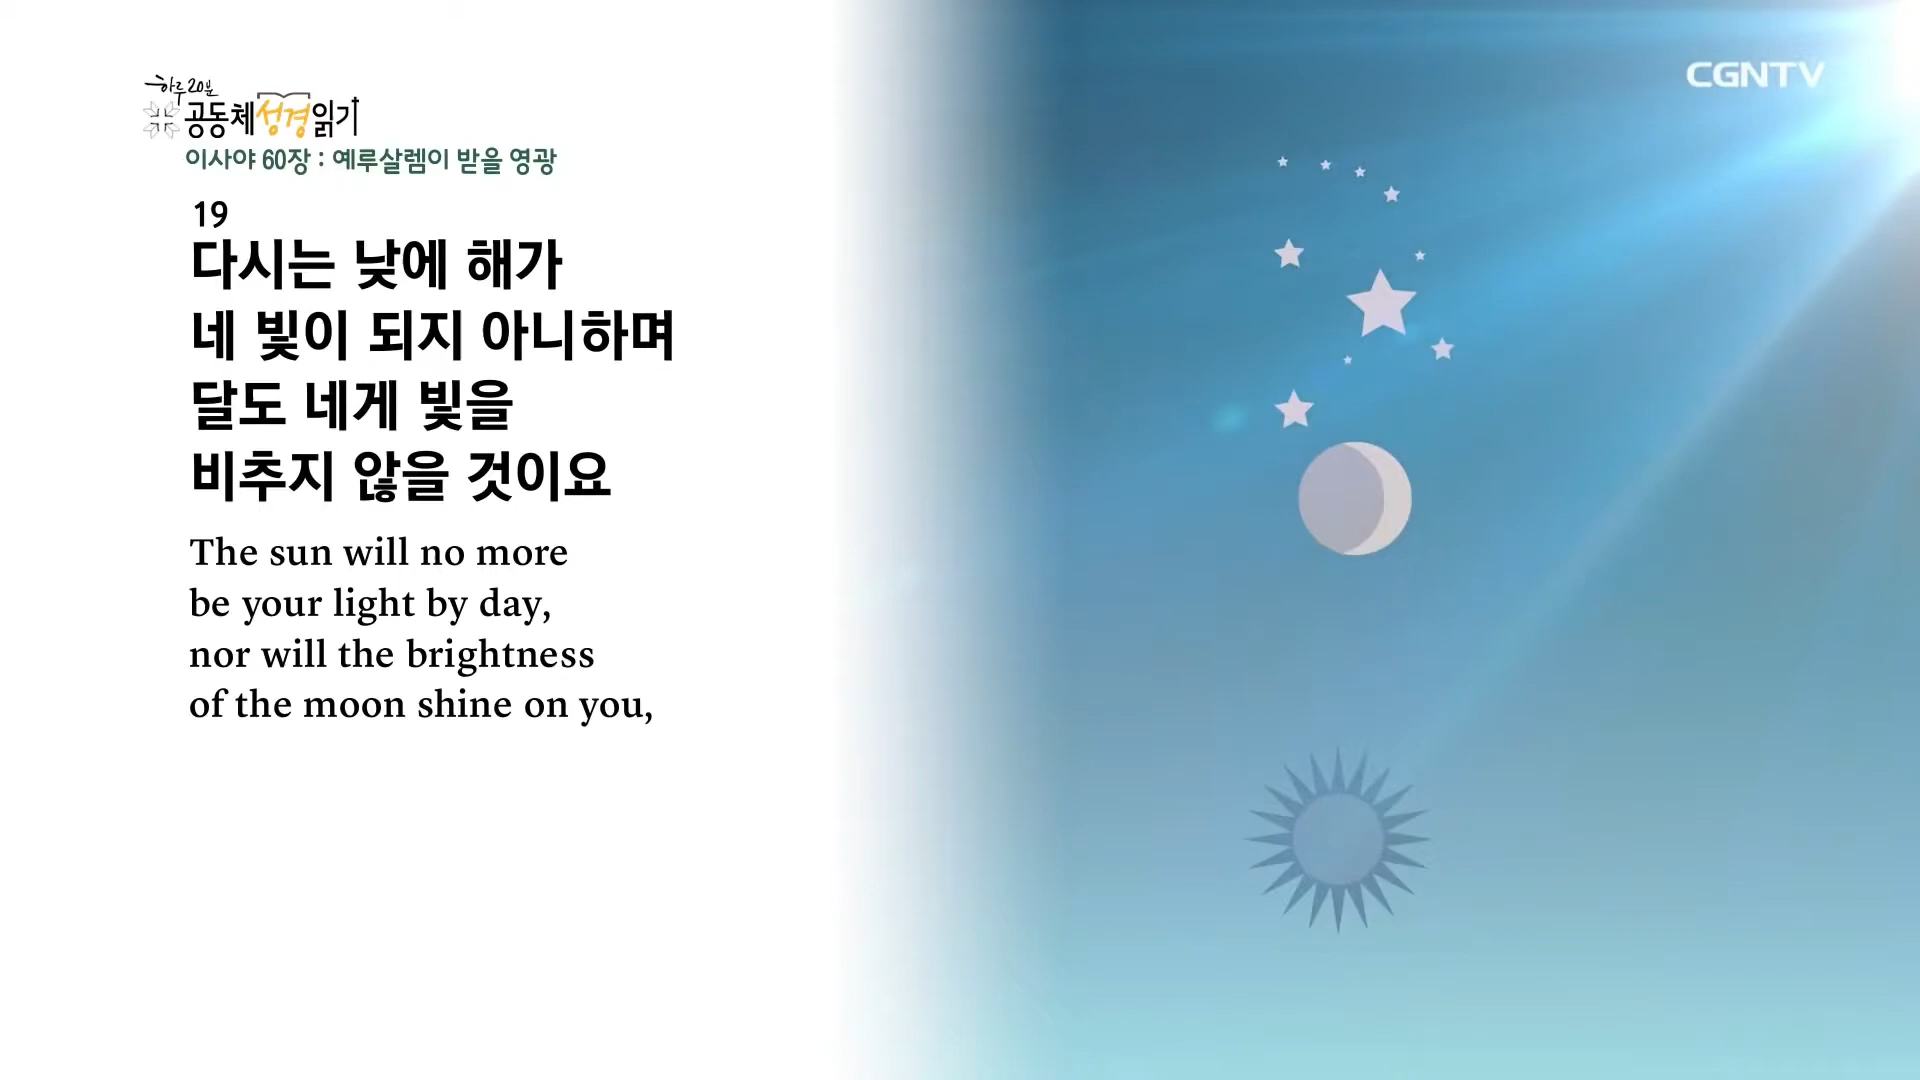 하루 20분
공동체성경읽기
CGNTV
이사야 60장 : 예루살렘이 받을 영광
19
다시는 낮에 해가
네 빛이 되지 아니하며
달도 네게 빛을
비추지 않을 것이요
The sun will no more
be your light by day,
nor will the brightness
of the moon shine on you,